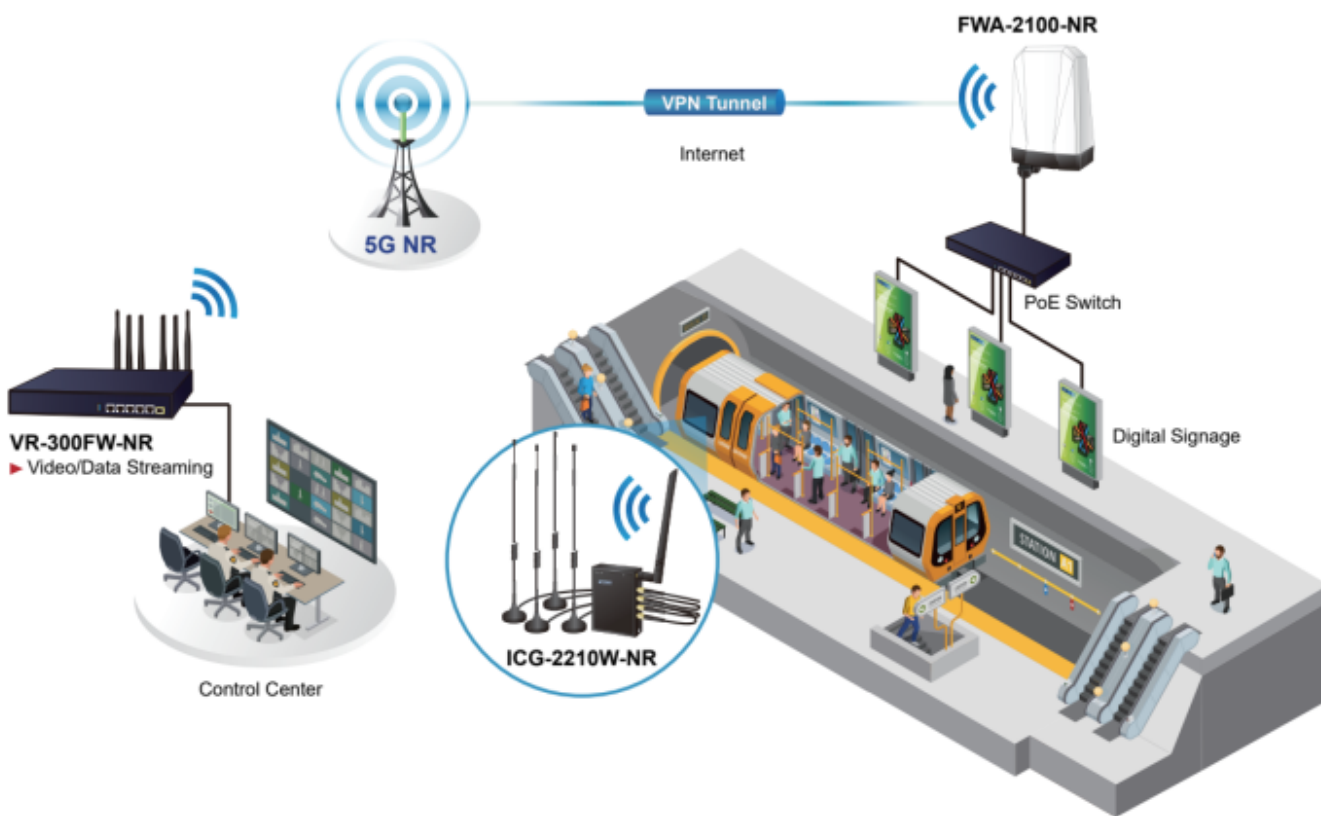 FWA-2100-NR
VPN Tunnel
Internet
5G NR
PoE Switch
VR-300FW-NR
Video/Data Streaming
Digital Signage
STATION
ICG-2210W-NR
Control Center